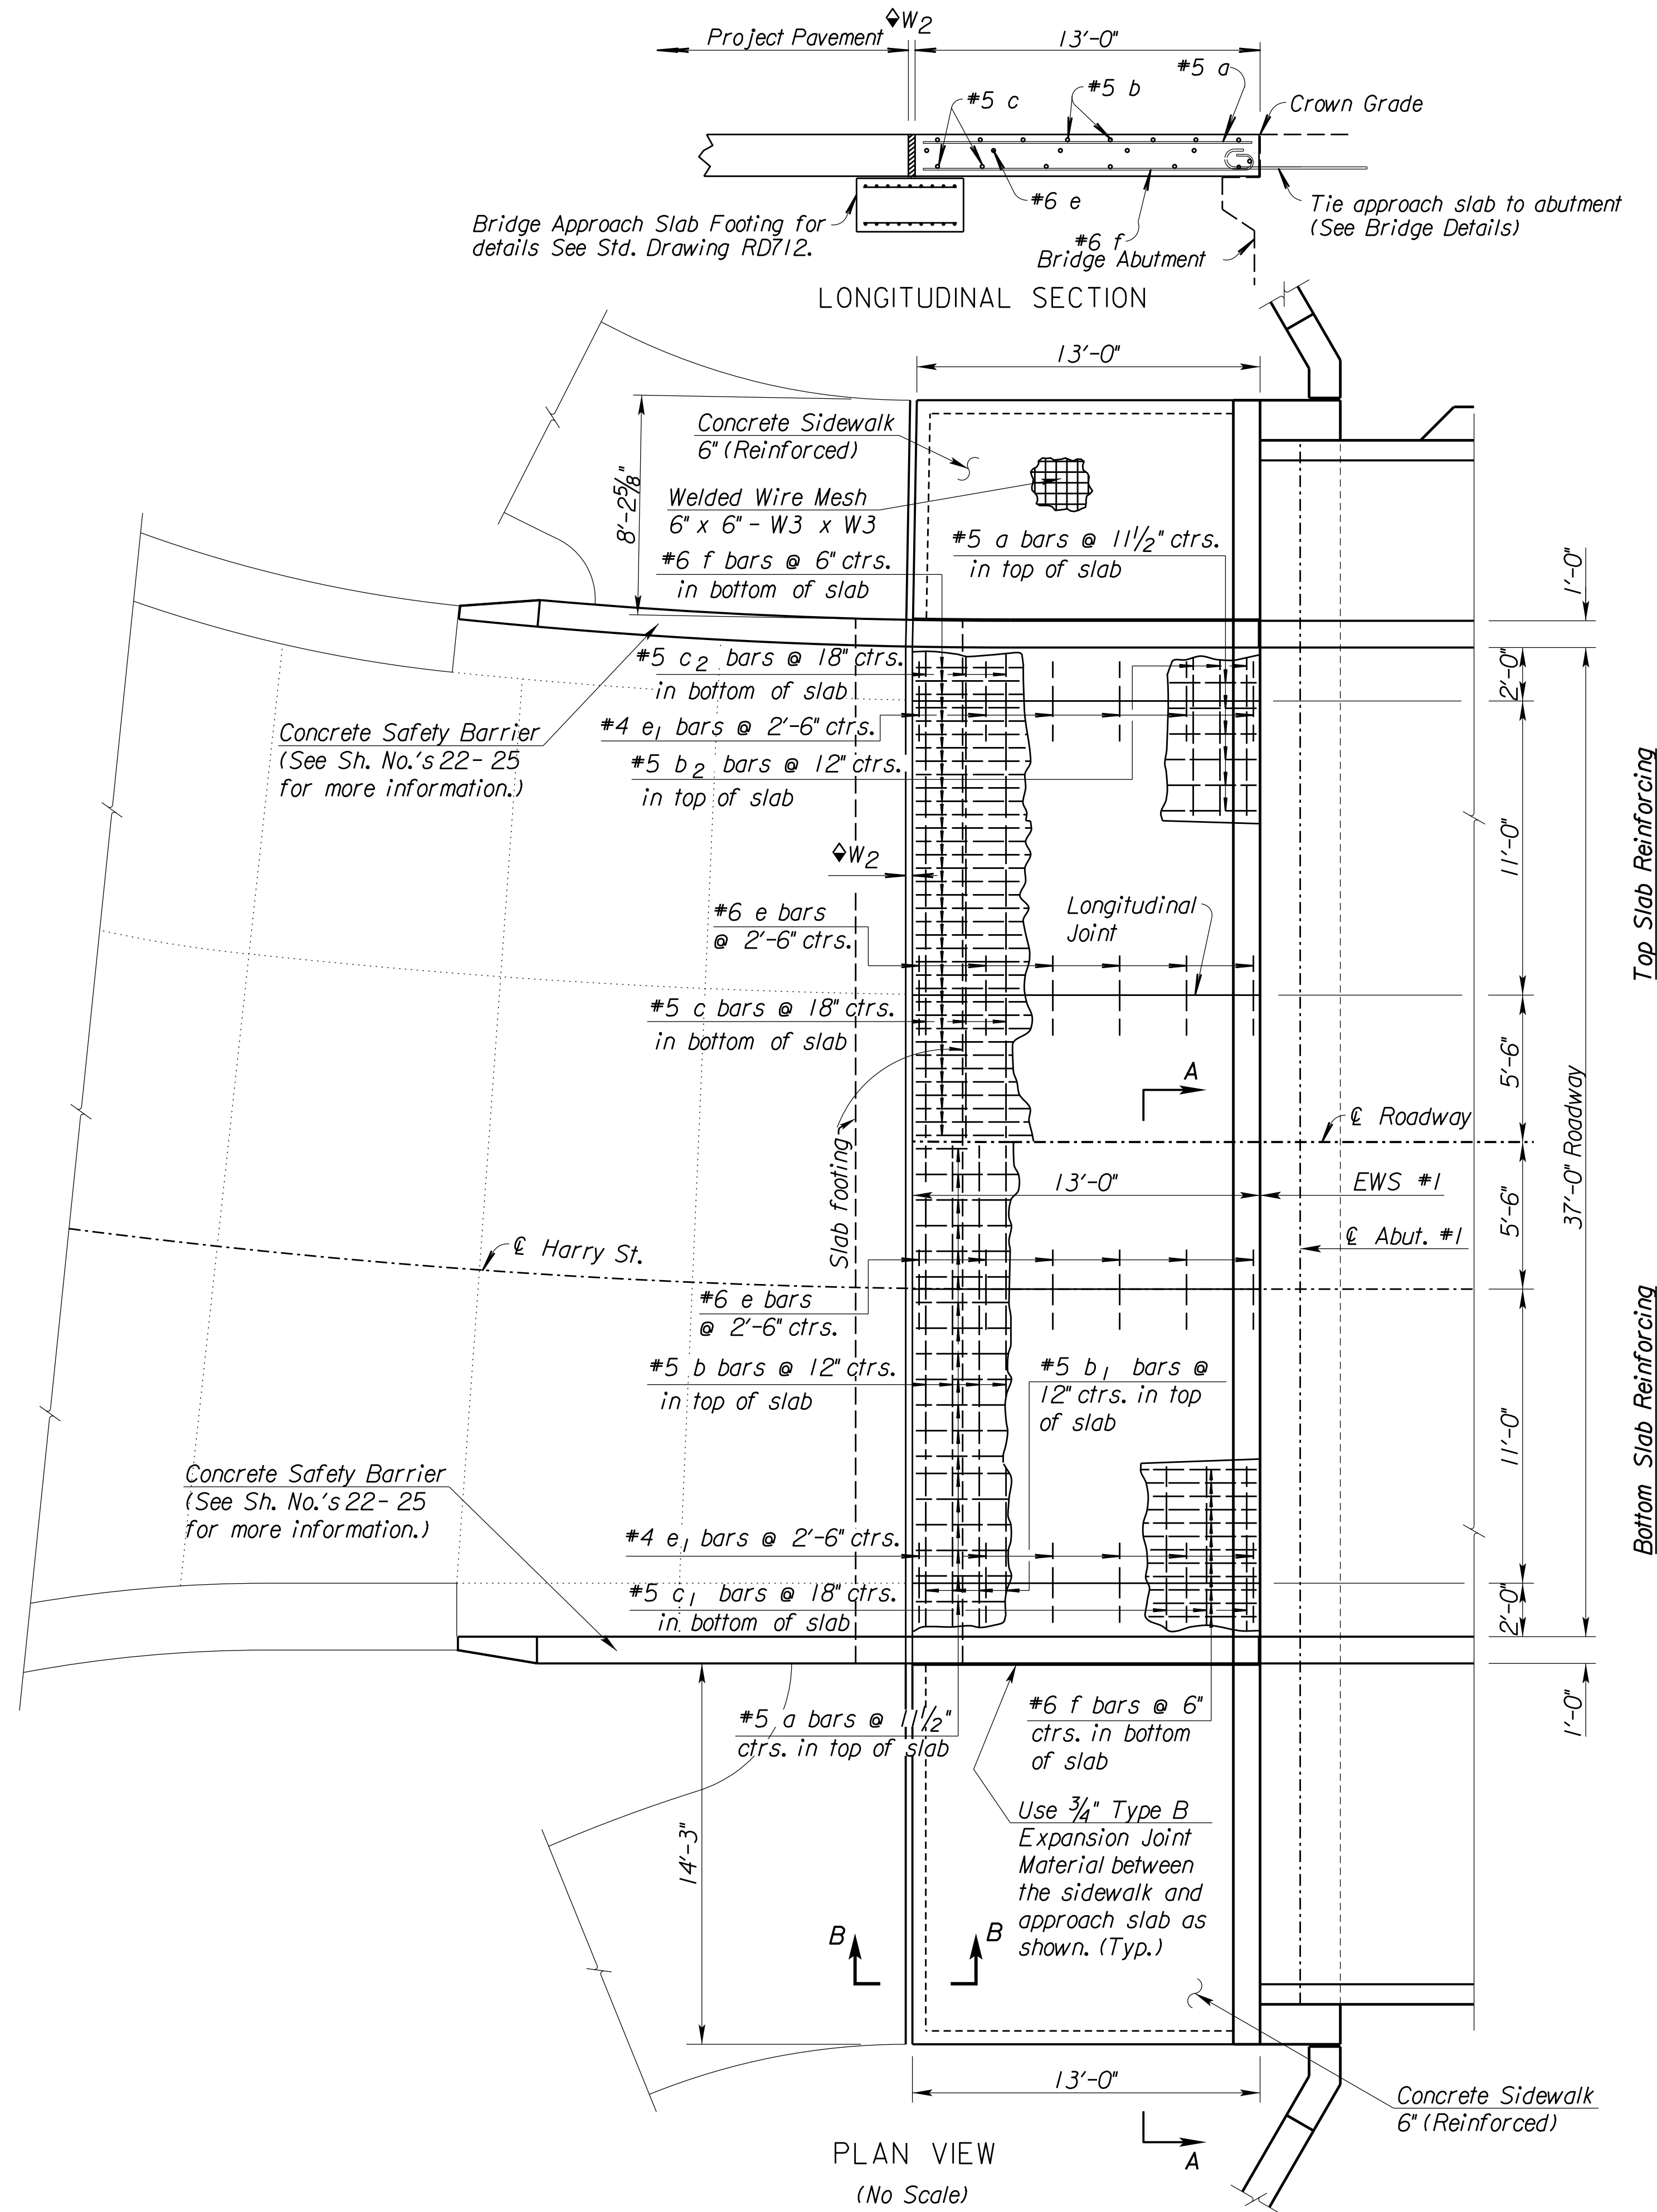 ◊W2
Project Pavement
13'-0"
#5 a
#5 b
#5 c
Crown Grade
#6 e
Bridge Approach Slab Footing for
details See Std. Drawing RD712.
#6 f
Bridge Abutment
Tie approach slab to abutment
(See Bridge Details)
LONGITUDINAL SECTION
13'-0"
Concrete Sidewalk
6" (Reinforced)
8'-2⅝"
Welded Wire Mesh
6" x 6" - W3 x W3
#5 a bars @ 11½" ctrs.
in top of slab
#6 f bars @ 6" ctrs.
in bottom of slab
1'-0"
#5 c2 bars @ 18" ctrs.
in bottom of slab
2'-0"
#4 e1 bars @ 2'-6" ctrs.
Concrete Safety Barrier
(See Sh. No.'s 22- 25
for more information.)
#5 b2 bars @ 12" ctrs.
in top of slab
11'-0"
Top Slab Reinforcing
◊W2
#6 e bars
@ 2'-6" ctrs.
Longitudinal
Joint
#5 c bars @ 18" ctrs.
in bottom of slab
A
5'-6"
℄ Roadway
37'-0" Roadway
Slab footing
13'-0"
EWS #1
5'-6"
℄ Abut. #1
℄ Harry St.
#6 e bars
@ 2'-6" ctrs.
#5 b bars @ 12" ctrs.
in top of slab
#5 b1 bars @
12" ctrs. in top
of slab
11'-0"
Bottom Slab Reinforcing
Concrete Safety Barrier
(See Sh. No.'s 22- 25
for more information.)
#4 e1 bars @ 2'-6" ctrs.
#5 c1 bars @ 18" ctrs.
in bottom of slab
2'-0"
1'-0"
#5 a bars @ 11½"
ctrs. in top of slab
#6 f bars @ 6"
ctrs. in bottom
of slab
14'-3"
Use ¾" Type B
Expansion Joint
Material between
the sidewalk and
approach slab as
shown. (Typ.)
B
B
13'-0"
Concrete Sidewalk
6" (Reinforced)
A
PLAN VIEW
(No Scale)